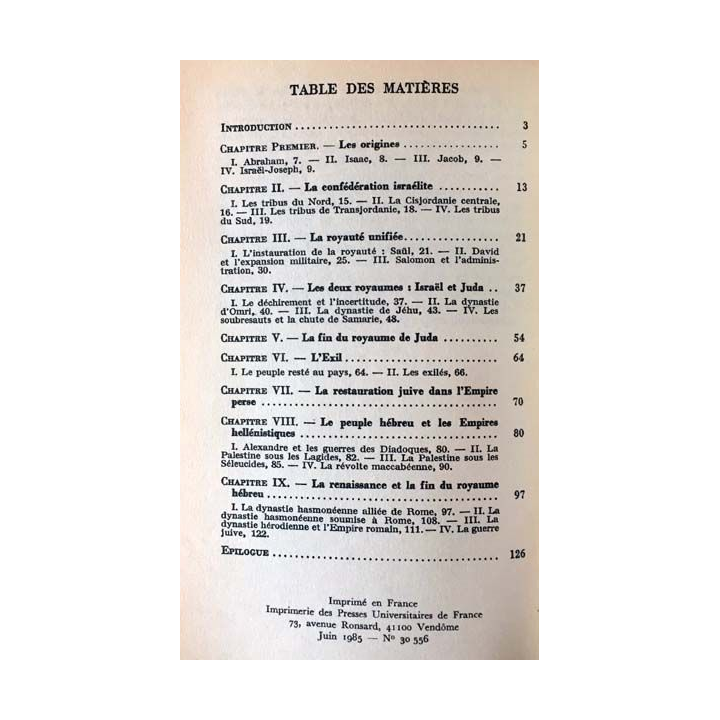 TABLE DES MATIÈRES
INTRODUCTION .................................. 3
CHAPITRE PREMIER. — Les origines ................ 5
I. Abraham, 7. — II. Isaac, 8. — III. Jacob, 9. —
IV. Israël-Joseph, 9.
CHAPITRE II. — La confédération israélite ........... 13
I. Les tribus du Nord, 15. — II. La Cisjordanie centrale,
16. — III. Les tribus de Transjordanie, 18. — IV. Les tribus
du Sud, 19.
CHAPITRE III. — La royauté unifiée................ 21
I. L'instauration de la royauté : Saül, 21. — II. David
et l'expansion militaire, 25. — III. Salomon et l'adminis-
tration, 30.
CHAPITRE IV. — Les deux royaumes : Israël et Juda .. 37
I. Le déchirement et l'incertitude, 37. — II. La dynastie
d'Omri, 40. — III. La dynastie de Jéhu, 43. — IV. Les
soubresauts et la chute de Samarie, 48.
CHAPITRE V. — La fin du royaume de Juda .......... 54
CHAPITRE VI. — L'Exil .......................... 64
I. Le peuple resté au pays, 64. — II. Les exilés, 66.
CHAPITRE VII. — La restauration juive dans l'Empire
perse ........................................ 70
CHAPITRE VIII. — Le peuple hébreu et les Empires
hellénistiques .................................. 80
I. Alexandre et les guerres des Diadoques, 80. — II. La
Palestine sous les Lagides, 82. — III. La Palestine sous les
Séleucides, 85. — IV. La révolte maccabéenne, 90.
CHAPITRE IX. — La renaissance et la fin du royaume
hébreu ....................................... 97
I. La dynastie hasmonéenne alliée de Rome, 97. — II. La
dynastie hasmonéenne soumise à Rome, 108. — III. La
dynastie hérodienne et l'Empire romain, 111. — IV. La guerre
juive, 122.
EPILOGUE ...................................... 126
Imprimé en France
Imprimerie des Presses Universitaires de France
73, avenue Ronsard, 41100 Vendôme
Juin 1985 — Nº 30 556